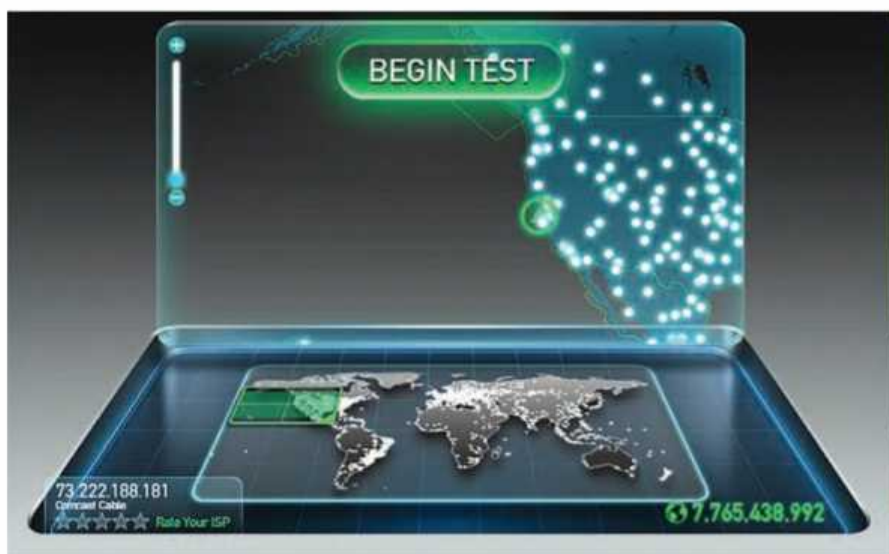 BEGIN TEST
73.222.188.181
Comcast Cable
Rate Your ISP
7,765,438,992